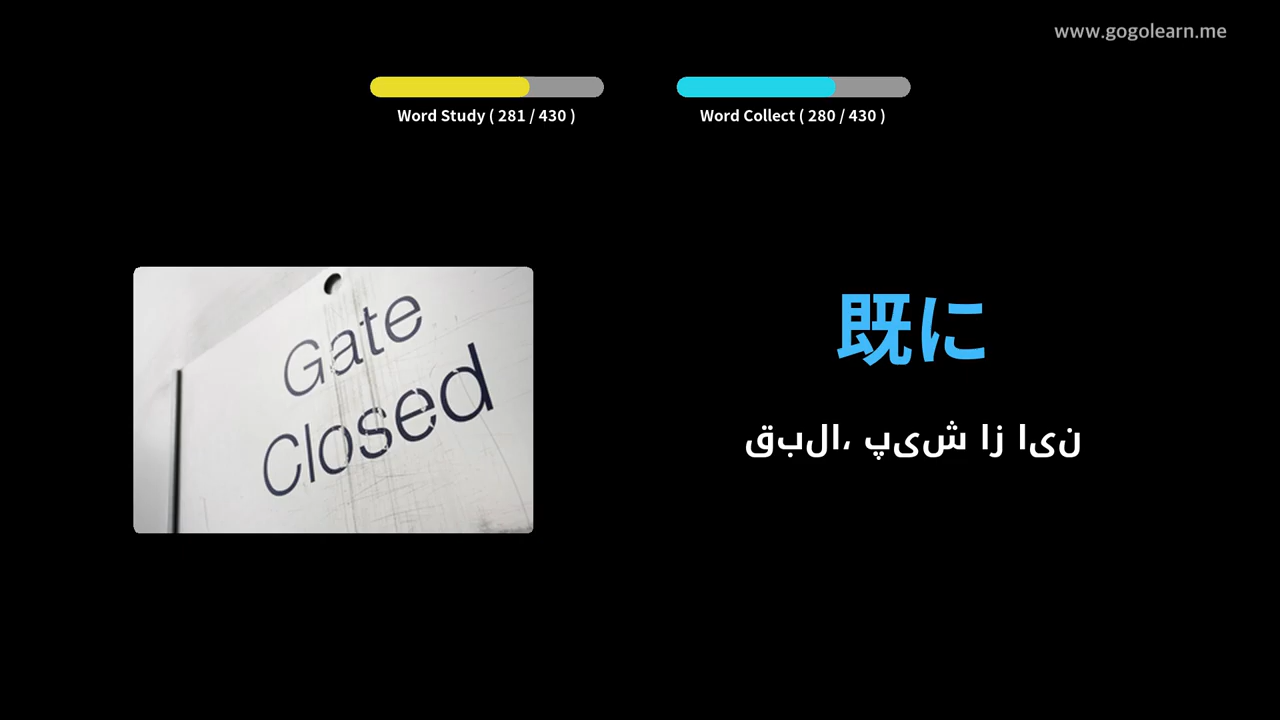 www.gogolearn.me
Word Study ( 281 / 430 )
Word Collect ( 280 / 430 )
Gate
Closed
既に
قبلا، پیش از این